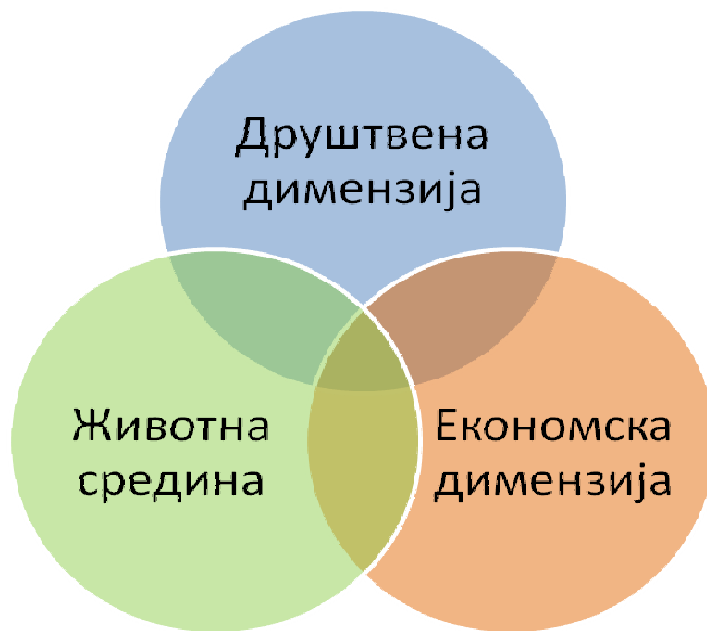 Друштвена
димензија
Животна
средина
Економска
димензија